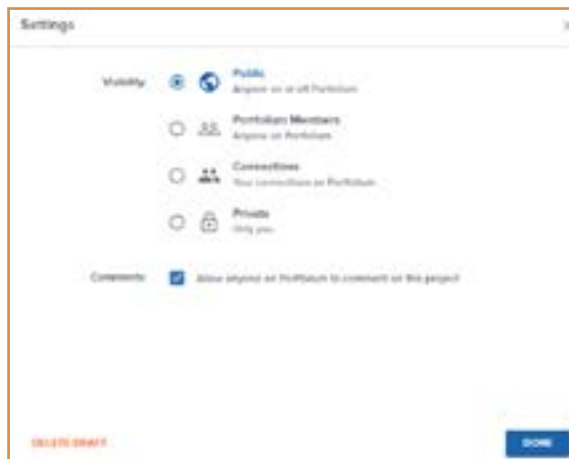 Settings
Visibility
Public
Anyone on or off Portfolium
Portfolium Members
Anyone on Portfolium
Connections
Your connections on Portfolium
Private
Only you
Comments
Allow anyone on Portfolium to comment on this project
DELETE DRAFT
DONE